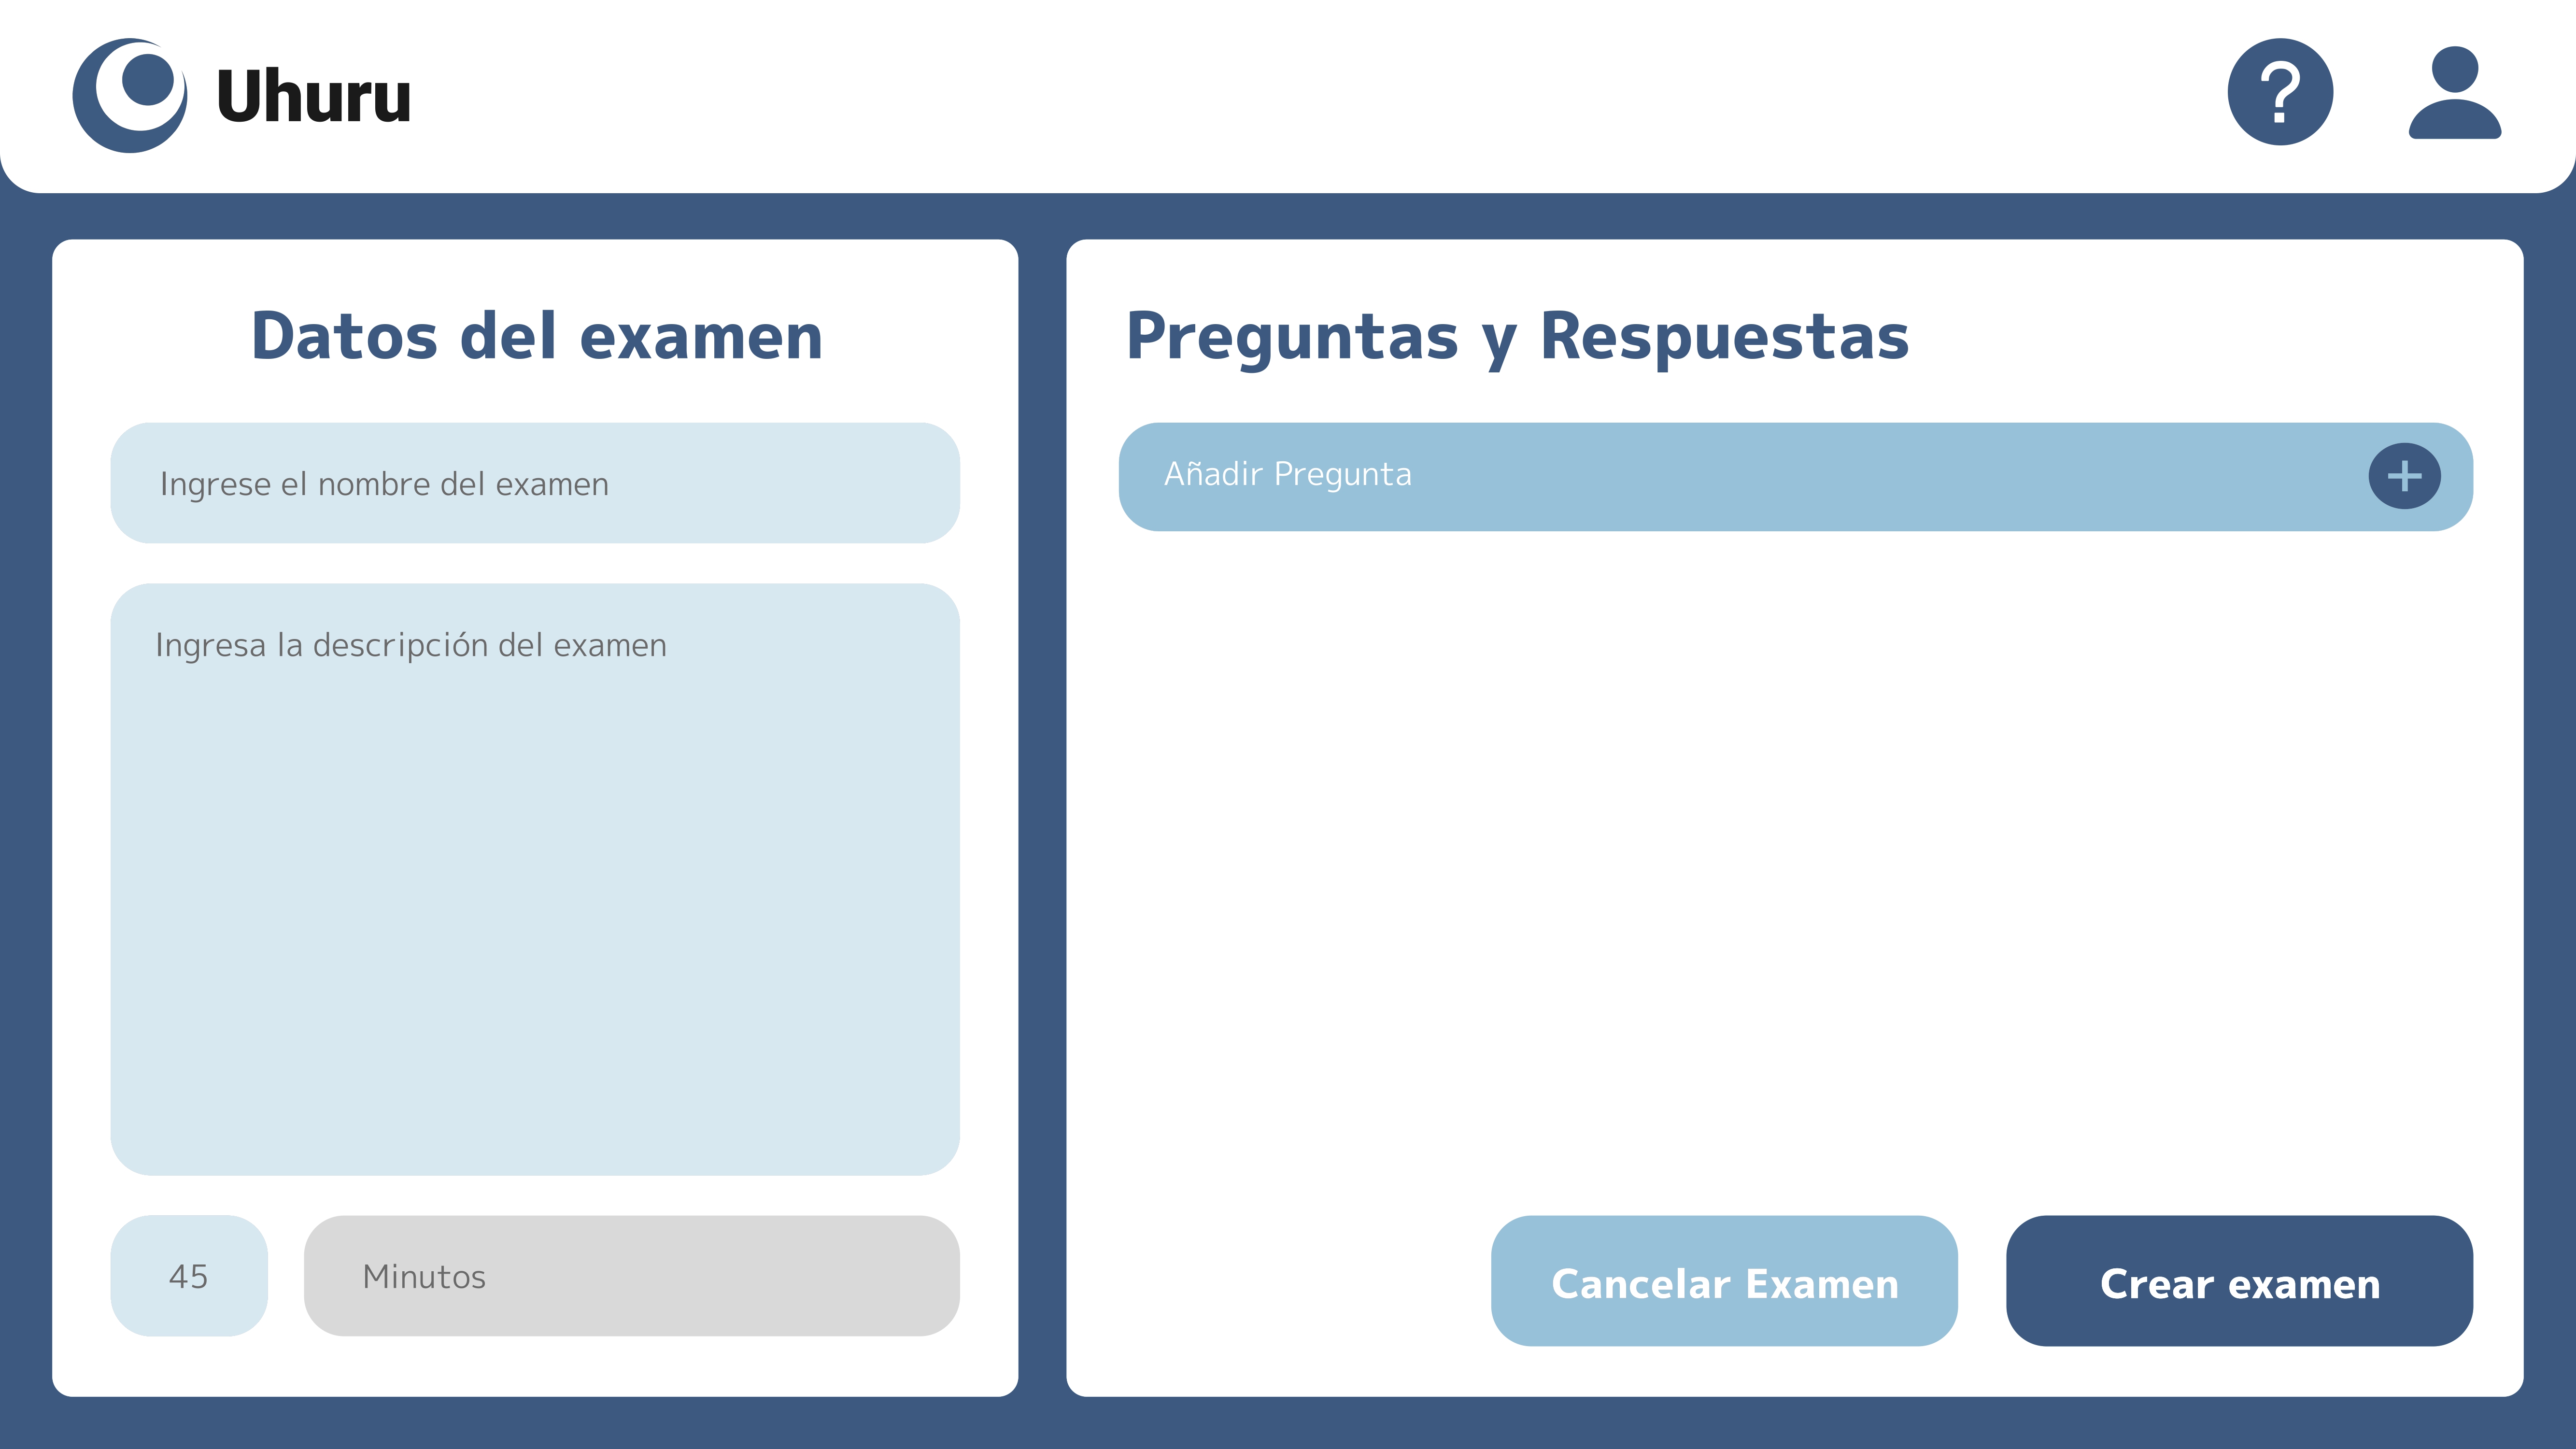 Uhuru
?
Datos del examen
Ingrese el nombre del examen
Ingresa la descripción del examen
45
Minutos
Preguntas y Respuestas
Añadir Pregunta
+
Cancelar Examen
Crear examen